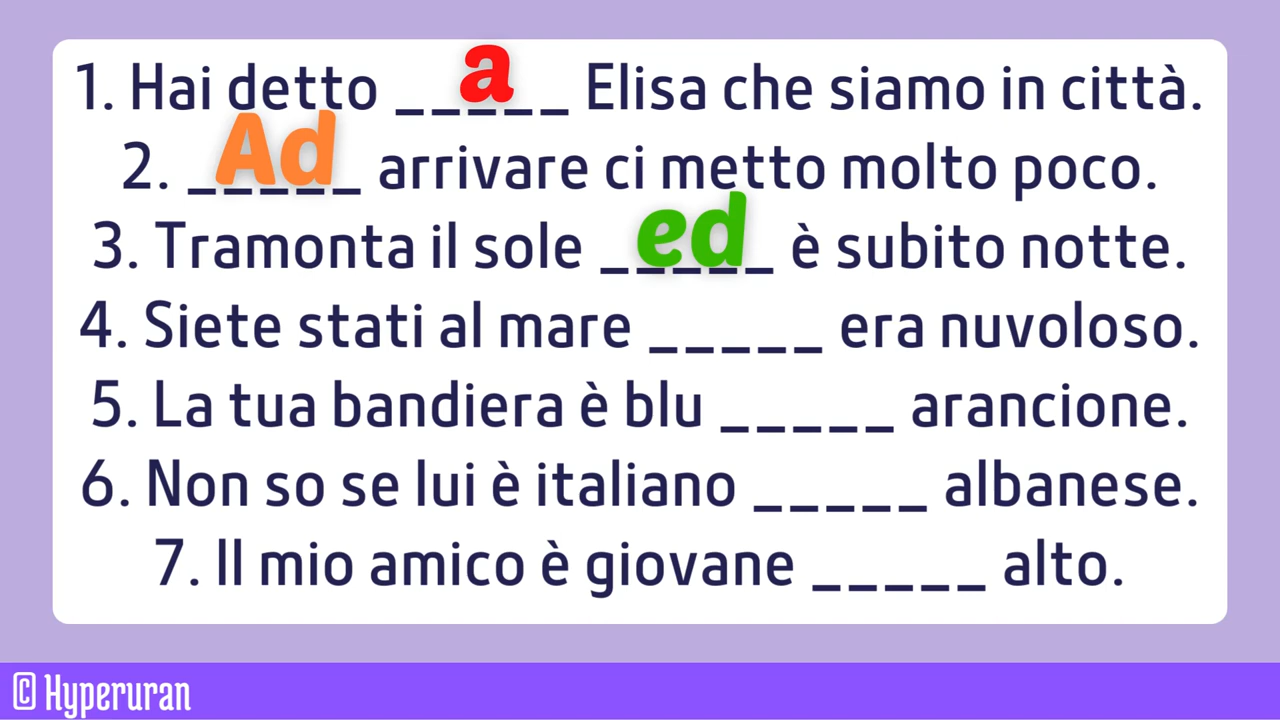 1. Hai detto __a__ Elisa che siamo in città.
2. __Ad__ arrivare ci metto molto poco.
3. Tramonta il sole __ed__ è subito notte.
4. Siete stati al mare _____ era nuvoloso.
5. La tua bandiera è blu _____ arancione.
6. Non so se lui è italiano _____ albanese.
7. Il mio amico è giovane _____ alto.
© Hyperuran